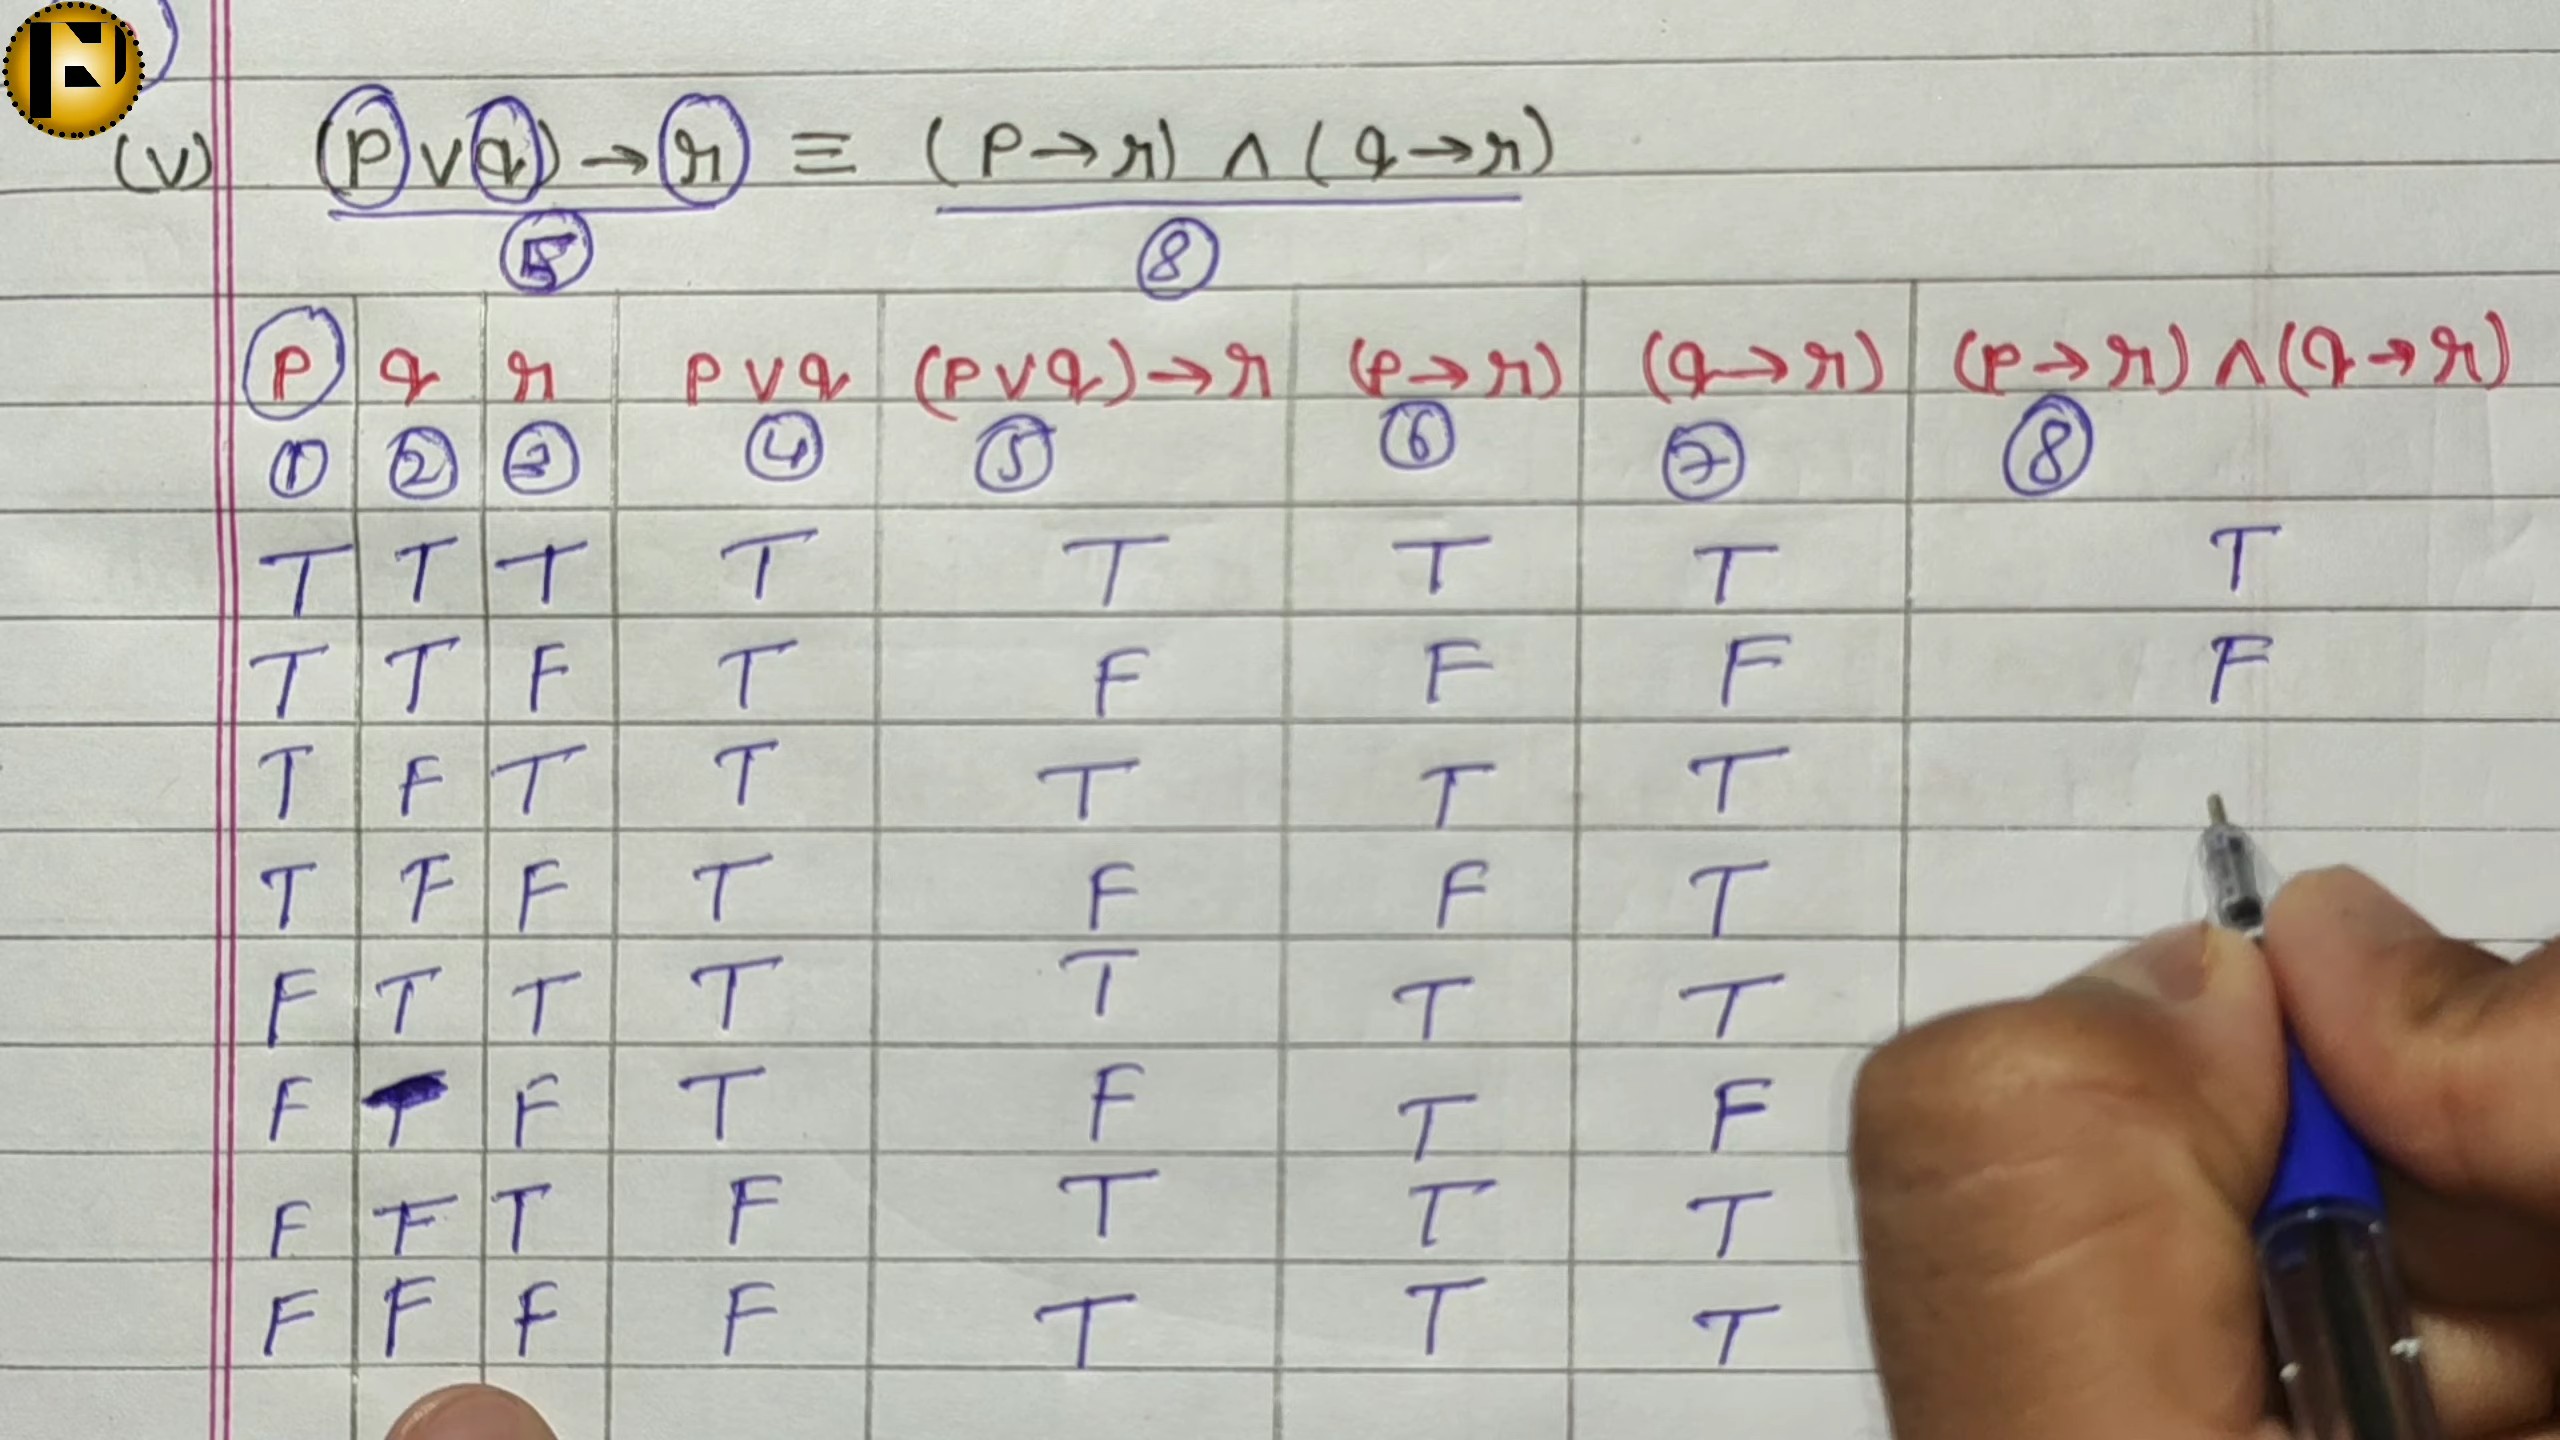 (v) (p∨q)→r ≡ (p→r) ∧ (q→r)
5 8
p q r p∨q (p∨q)→r (p→r) (q→r) (p→r) ∧ (q→r)
1 2 3 4 5 6 7 8
T T T T T T T T
T T F T F F F F
T F T T T T T
T F F T F F T
F T T T T T T
F T F T F T F
F F T F T T T
F F F F T T T